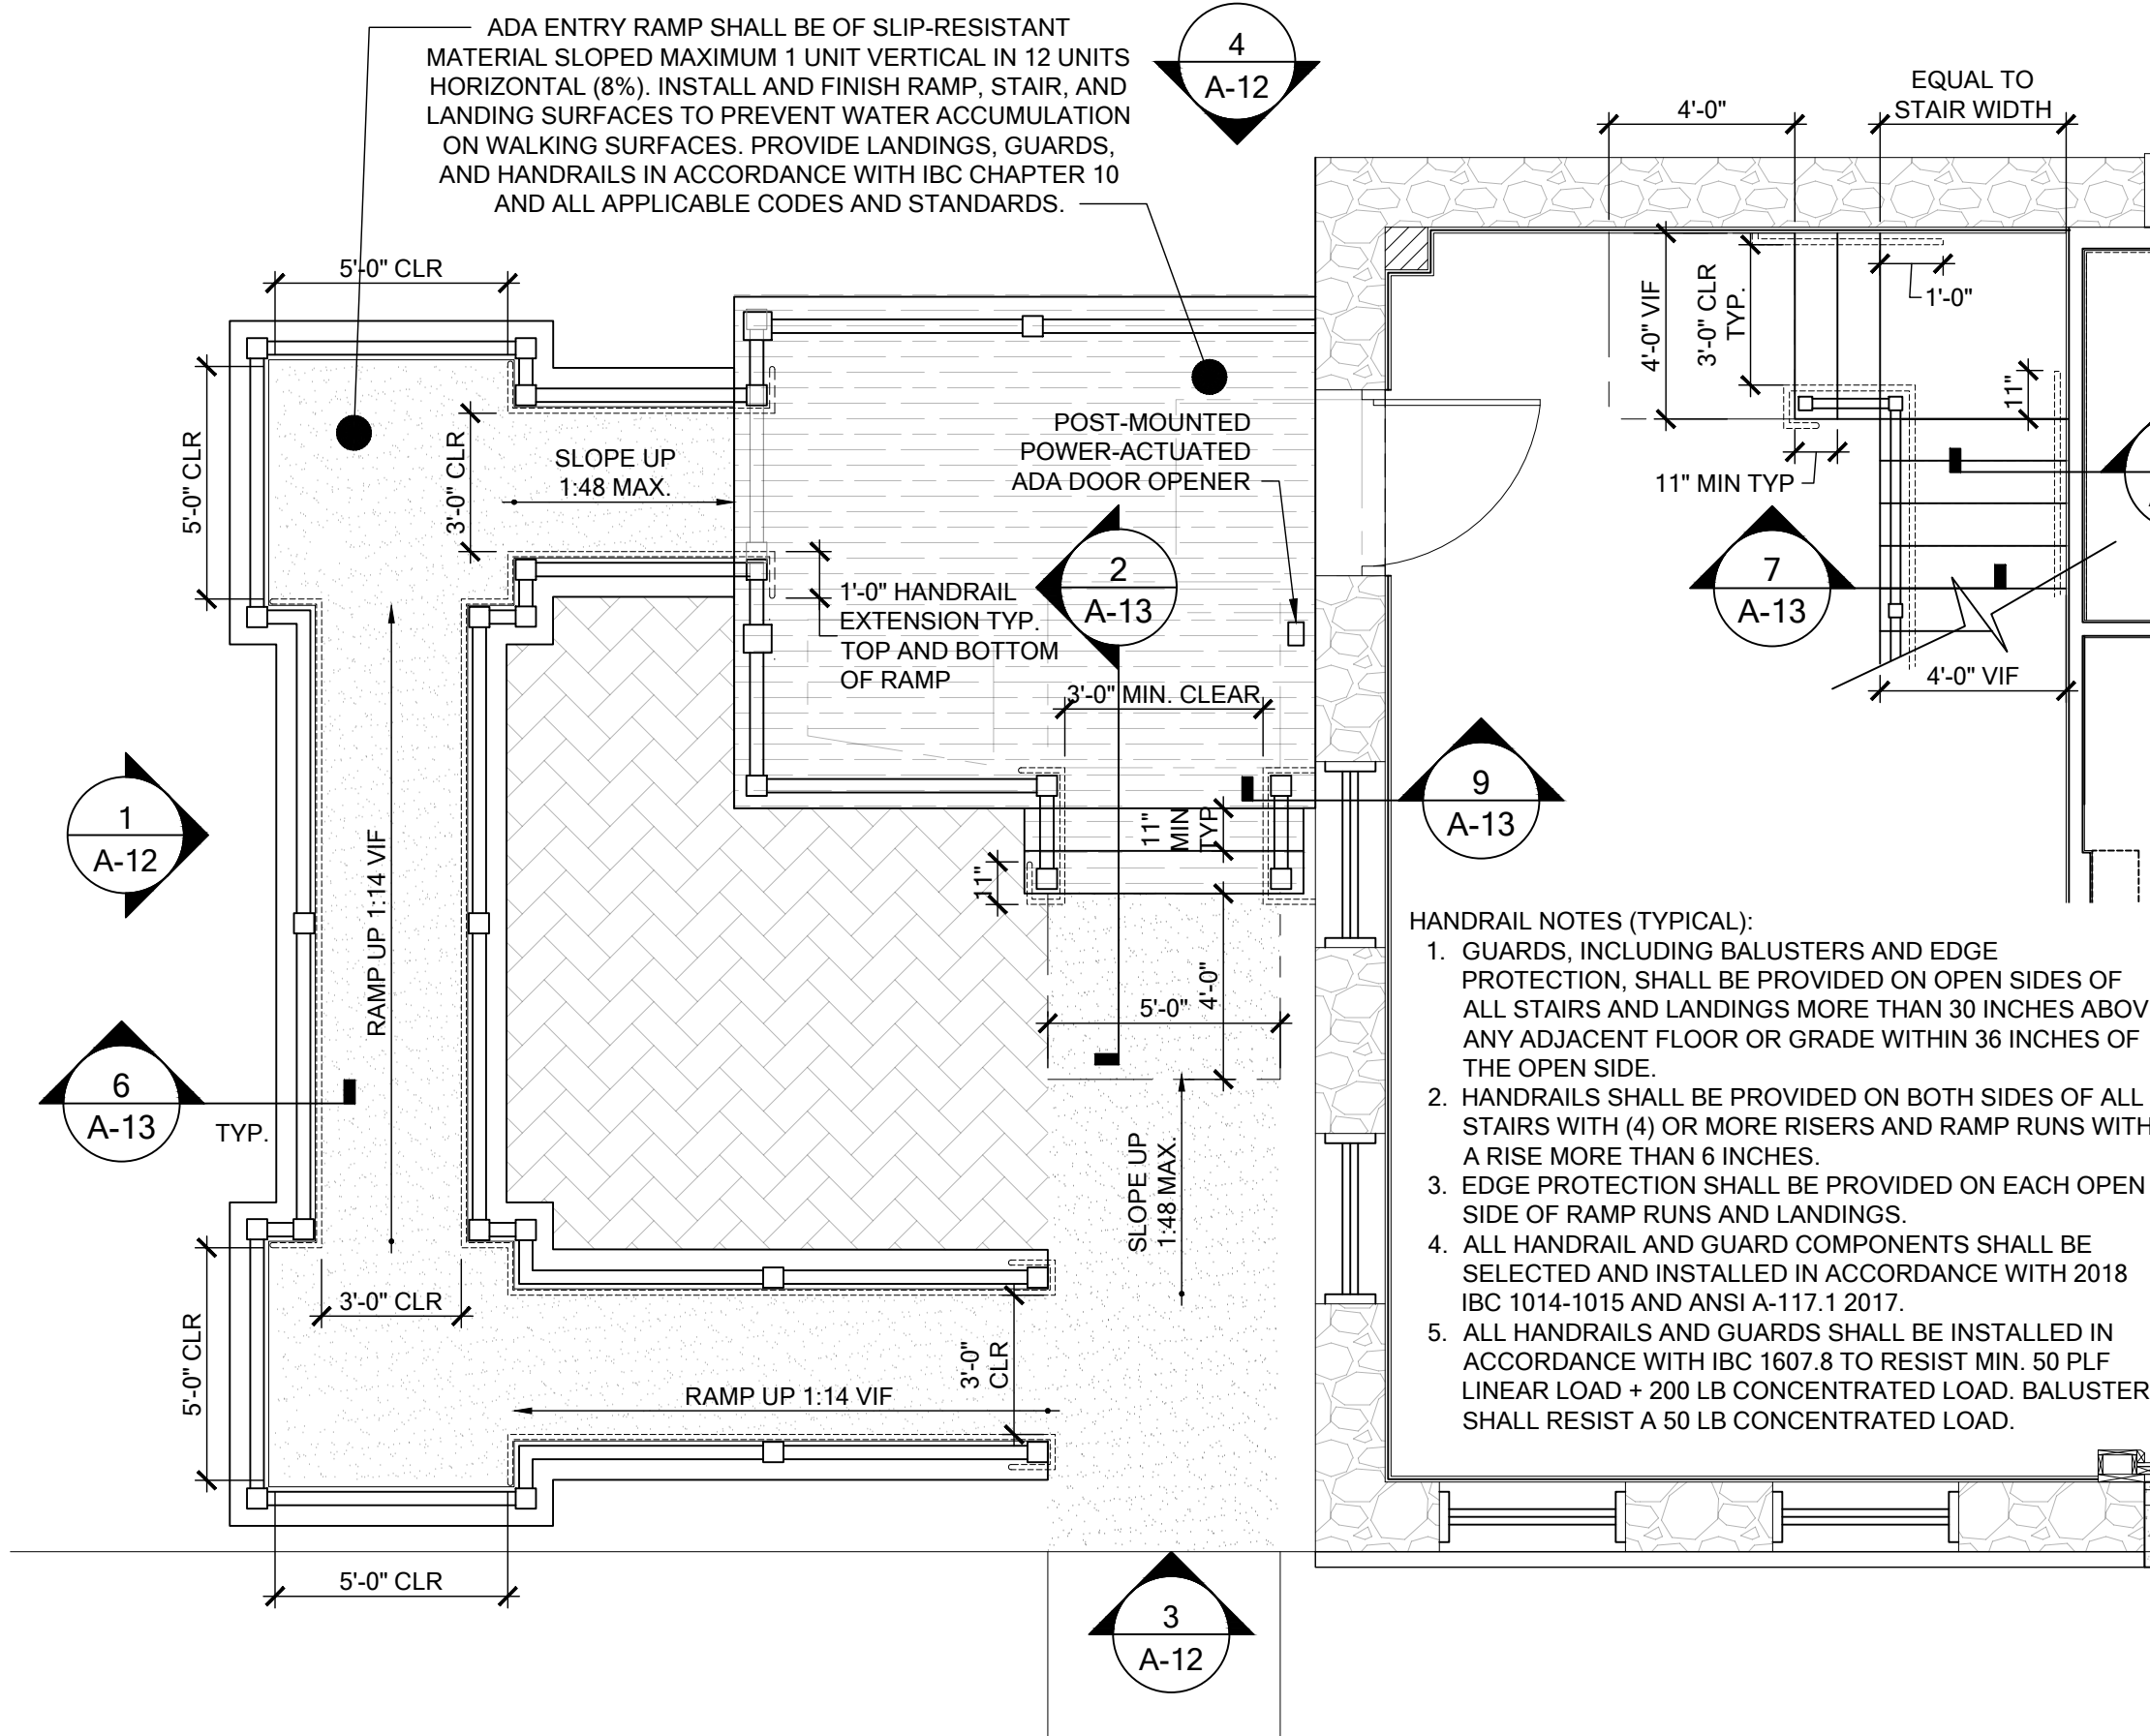 ADA ENTRY RAMP SHALL BE OF SLIP-RESISTANT
MATERIAL SLOPED MAXIMUM 1 UNIT VERTICAL IN 12 UNITS
HORIZONTAL (8%). INSTALL AND FINISH RAMP, STAIR, AND
LANDING SURFACES TO PREVENT WATER ACCUMULATION
ON WALKING SURFACES. PROVIDE LANDINGS, GUARDS,
AND HANDRAILS IN ACCORDANCE WITH IBC CHAPTER 10
AND ALL APPLICABLE CODES AND STANDARDS.
4
A-12
4'-0"
EQUAL TO
STAIR WIDTH
5'-0" CLR
4'-0" VIF
3'-0" CLR
TYP.
1'-0"
11"
5'-0" CLR
3'-0" CLR
SLOPE UP
1:48 MAX.
POST-MOUNTED
POWER-ACTUATED
ADA DOOR OPENER
11" MIN TYP
2
A-13
7
A-13
1'-0" HANDRAIL
EXTENSION TYP.
TOP AND BOTTOM
OF RAMP
3'-0" MIN. CLEAR
4'-0" VIF
1
A-12
RAMP UP 1:14 VIF
11"
MIN
TYP
11"
9
A-13
5'-0"
4'-0"
6
A-13
TYP.
SLOPE UP
1:48 MAX.
HANDRAIL NOTES (TYPICAL):
1. GUARDS, INCLUDING BALUSTERS AND EDGE
PROTECTION, SHALL BE PROVIDED ON OPEN SIDES OF
ALL STAIRS AND LANDINGS MORE THAN 30 INCHES ABOV
ANY ADJACENT FLOOR OR GRADE WITHIN 36 INCHES OF
THE OPEN SIDE.
2. HANDRAILS SHALL BE PROVIDED ON BOTH SIDES OF ALL
STAIRS WITH (4) OR MORE RISERS AND RAMP RUNS WITH
A RISE MORE THAN 6 INCHES.
3. EDGE PROTECTION SHALL BE PROVIDED ON EACH OPEN
SIDE OF RAMP RUNS AND LANDINGS.
4. ALL HANDRAIL AND GUARD COMPONENTS SHALL BE
SELECTED AND INSTALLED IN ACCORDANCE WITH 2018
IBC 1014-1015 AND ANSI A-117.1 2017.
5. ALL HANDRAILS AND GUARDS SHALL BE INSTALLED IN
ACCORDANCE WITH IBC 1607.8 TO RESIST MIN. 50 PLF
LINEAR LOAD + 200 LB CONCENTRATED LOAD. BALUSTER
SHALL RESIST A 50 LB CONCENTRATED LOAD.
3'-0" CLR
5'-0" CLR
3'-0"
CLR
RAMP UP 1:14 VIF
5'-0" CLR
3
A-12